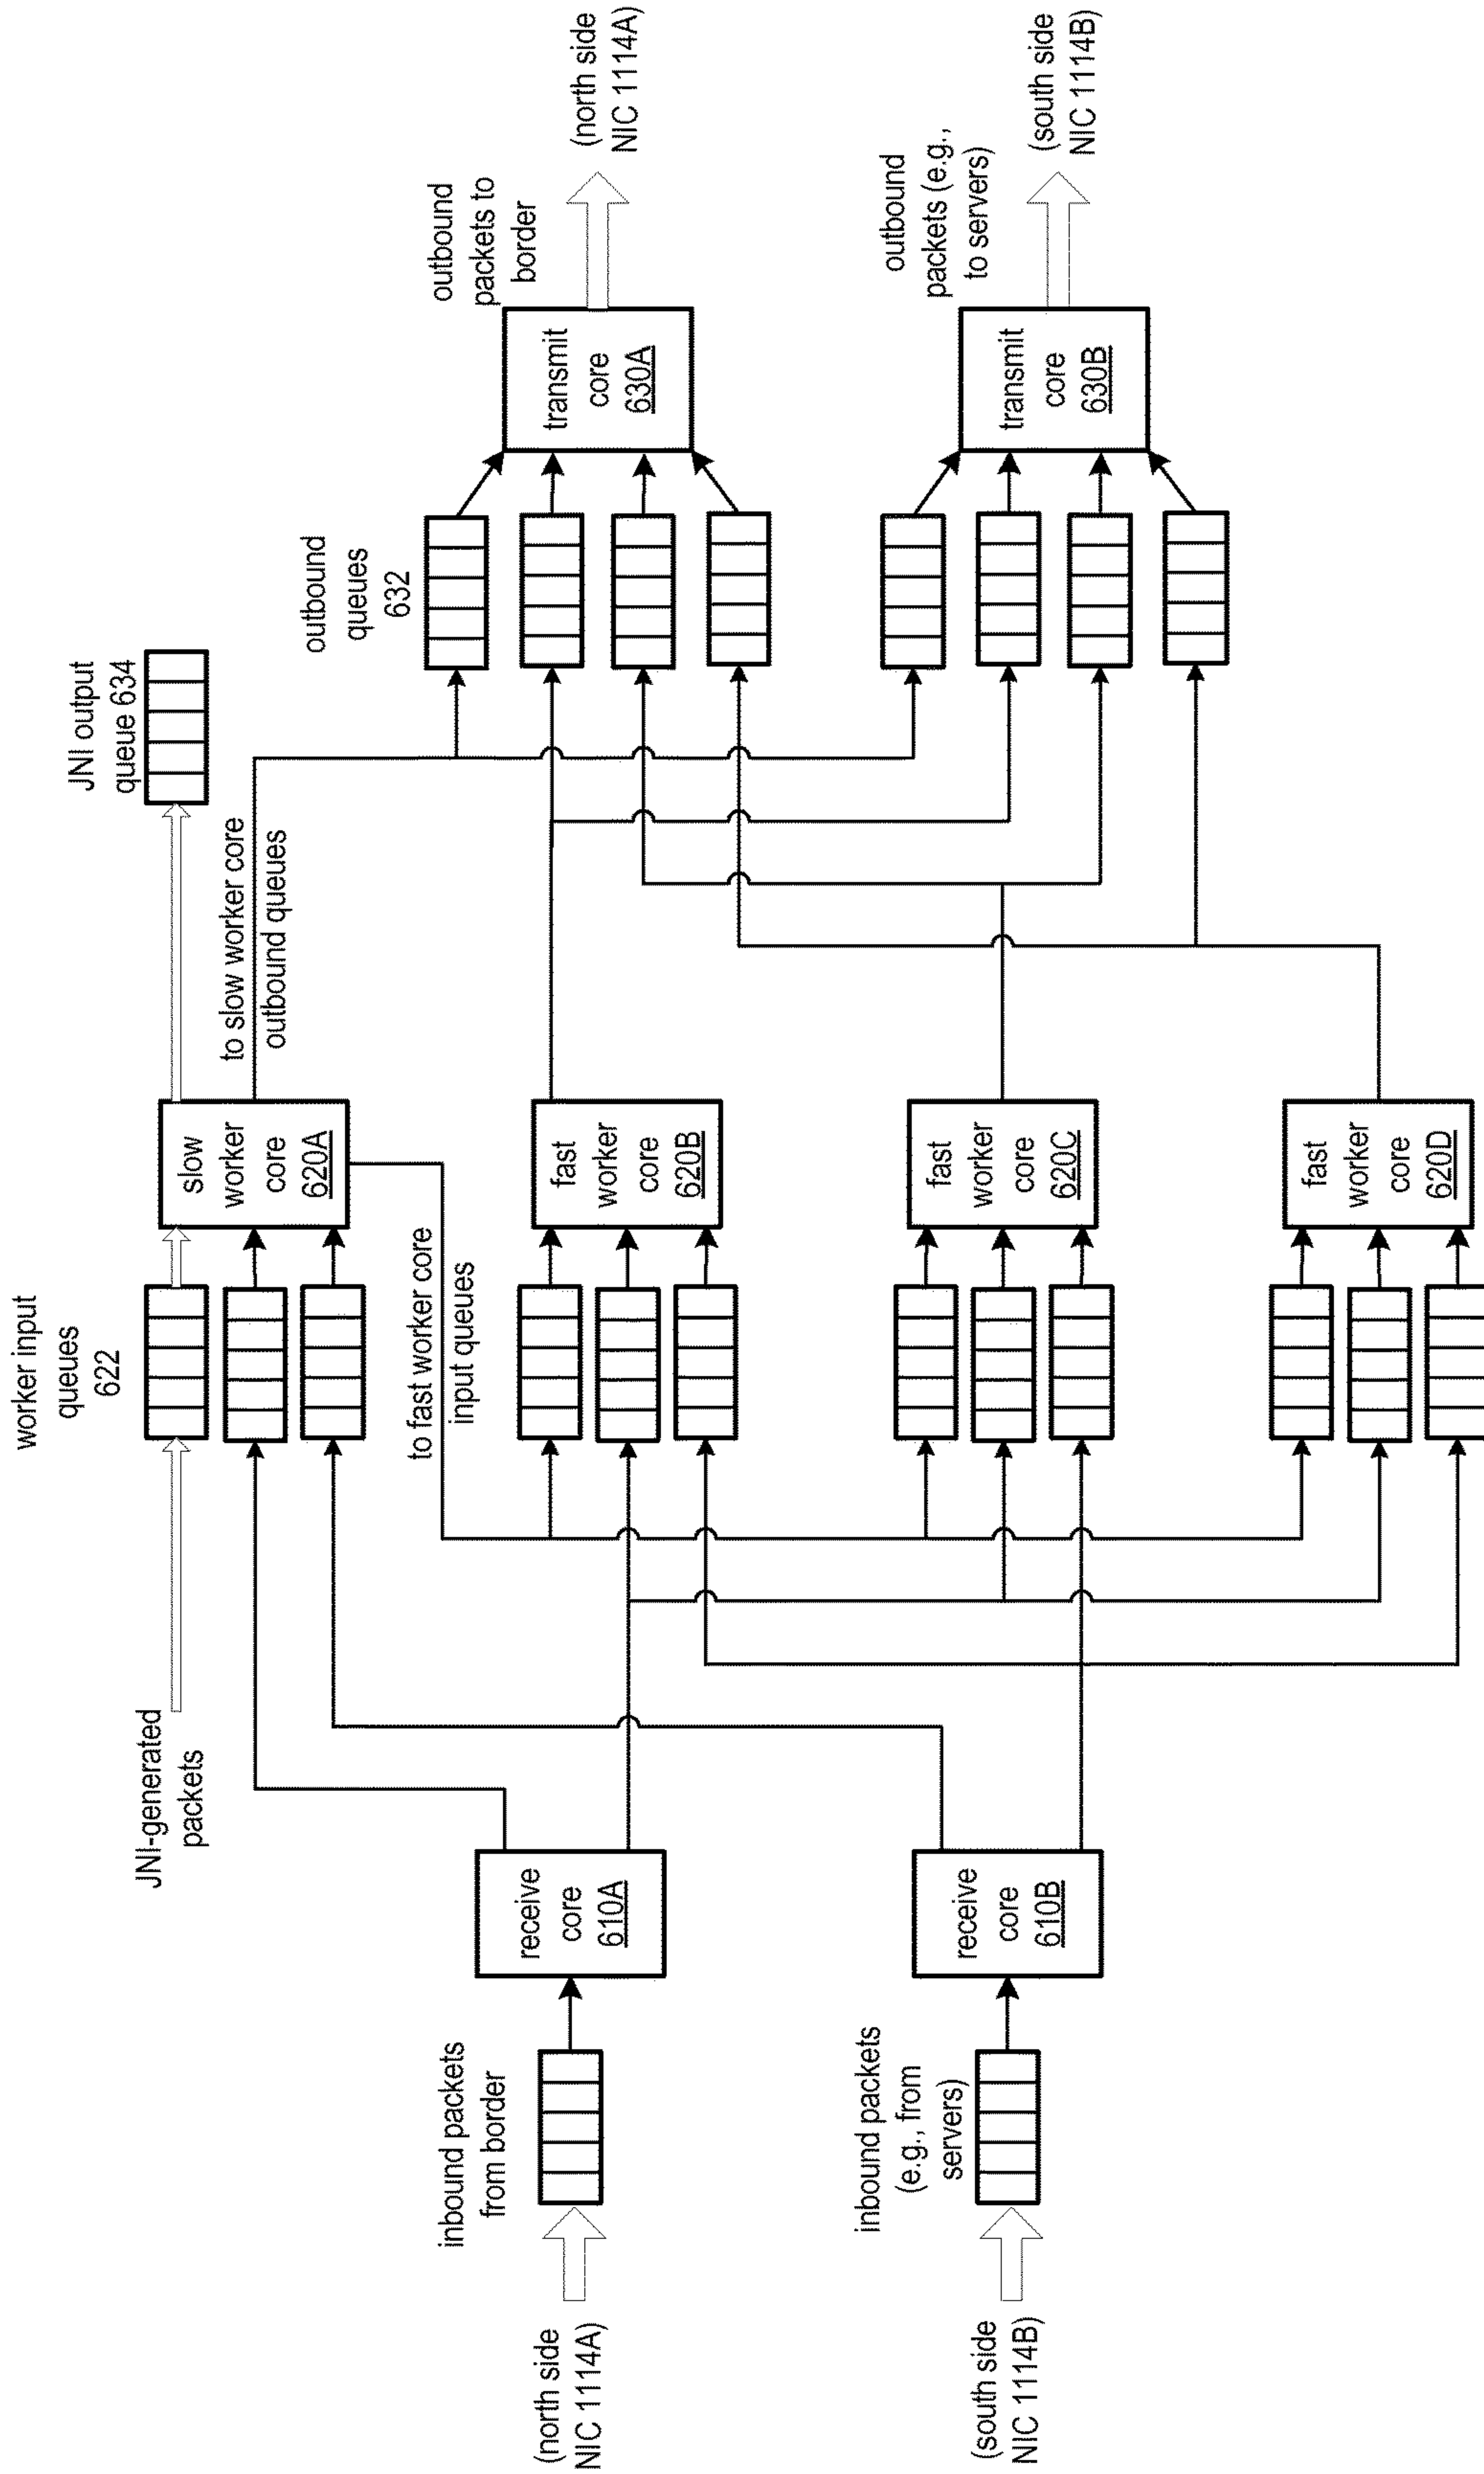 (north side
NIC 1114A)
inbound packets
from border
(south side
NIC 1114B)
inbound packets
(e.g., from
servers)
receive
core
610A
receive
core
610B
JNI-generated
packets
worker input
queues
622
to fast worker core
input queues
slow
worker
core
620A
fast
worker
core
620B
fast
worker
core
620C
fast
worker
core
620D
to slow worker core
outbound queues
JNI output
queue 634
outbound
queues
632
transmit
core
630A
transmit
core
630B
outbound
packets to
border
(north side
NIC 1114A)
outbound
packets (e.g.,
to servers)
(south side
NIC 1114B)